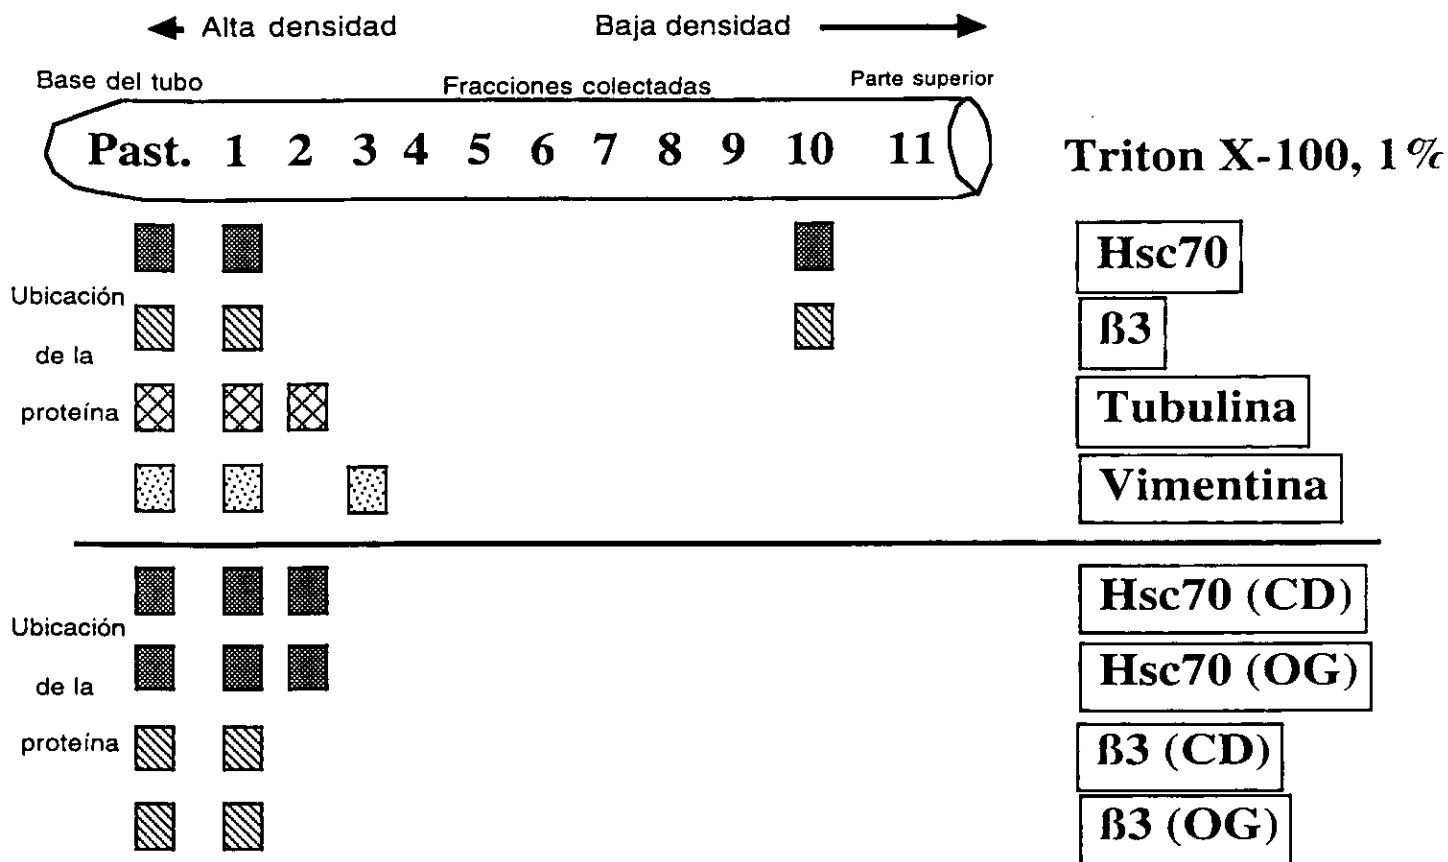 Alta densidad Baja densidad
Base del tubo Fracciones colectadas Parte superior
Past. 1 2 3 4 5 6 7 8 9 10 11 Triton X-100, 1%
Hsc70
Ubicación
ß3
de la
proteína Tubulina
Vimentina
Hsc70 (CD)
Ubicación
Hsc70 (OG)
de la
proteína ß3 (CD)
ß3 (OG)